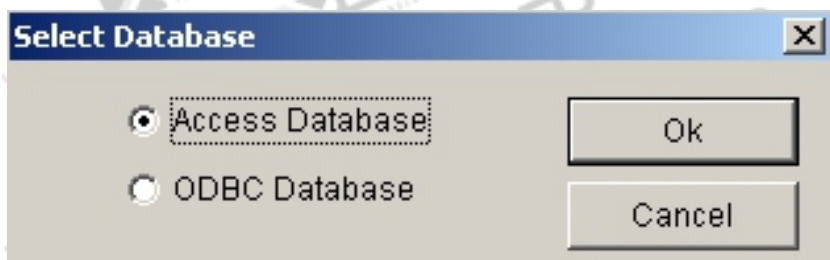 Select Database
Access Database
Ok
ODBC Database
Cancel